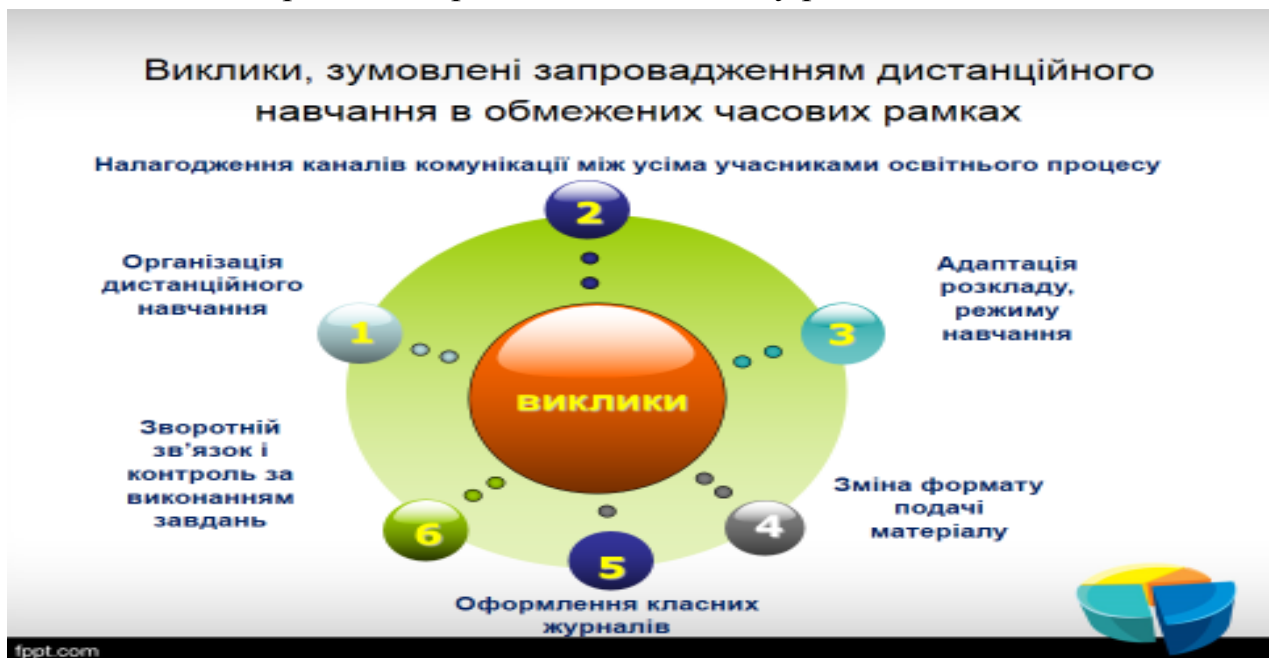 Виклики, зумовлені запровадженням дистанційного
навчання в обмежених часових рамках
Налагодження каналів комунікації між усіма учасниками освітнього процесу
2
Організація
дистанційного
навчання
1
Адаптація
розкладу,
режиму
навчання
3
виклики
Зворотній
зв'язок і
контроль за
виконанням
завдань
6
Зміна формату
подачі
матеріалу
4
5
Оформлення класних
журналів
fppt.com